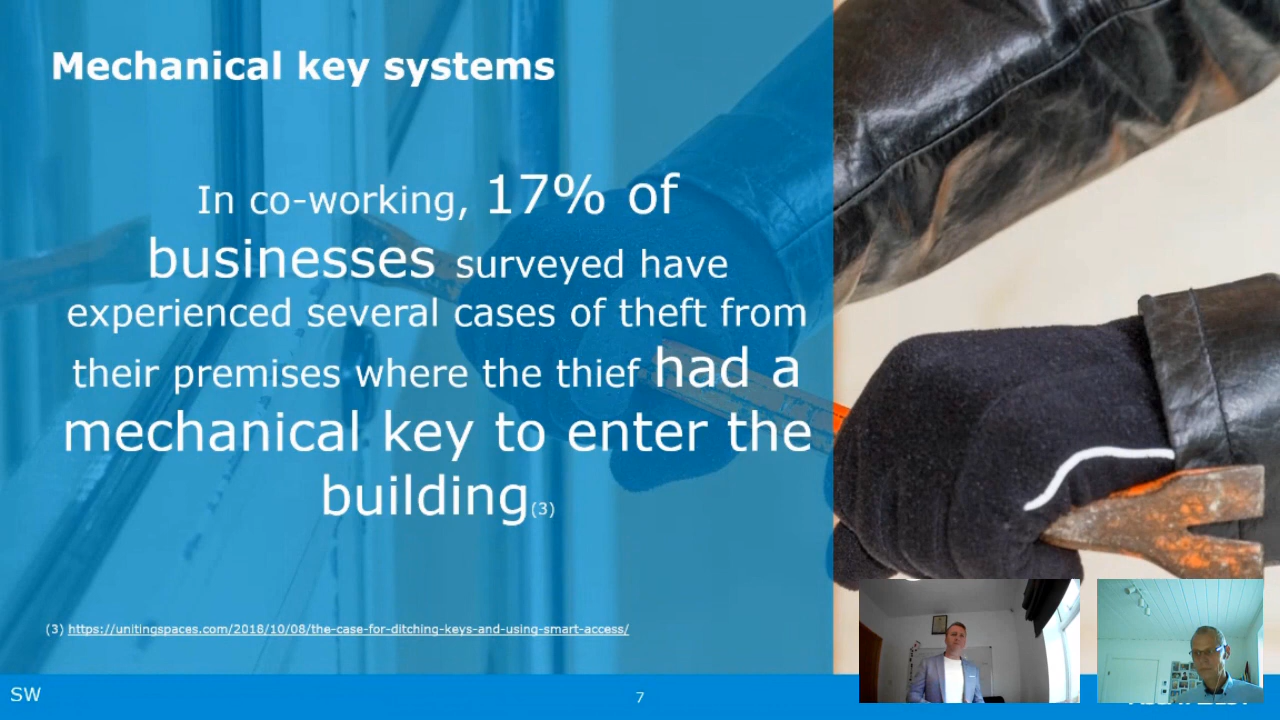 Mechanical key systems
In co-working, 17% of
businesses surveyed have
experienced several cases of theft from
their premises where the thief had a
mechanical key to enter the
building(3)
(3) https://unitingspaces.com/2018/10/08/the-case-for-ditching-keys-and-using-smart-access/
SW
7